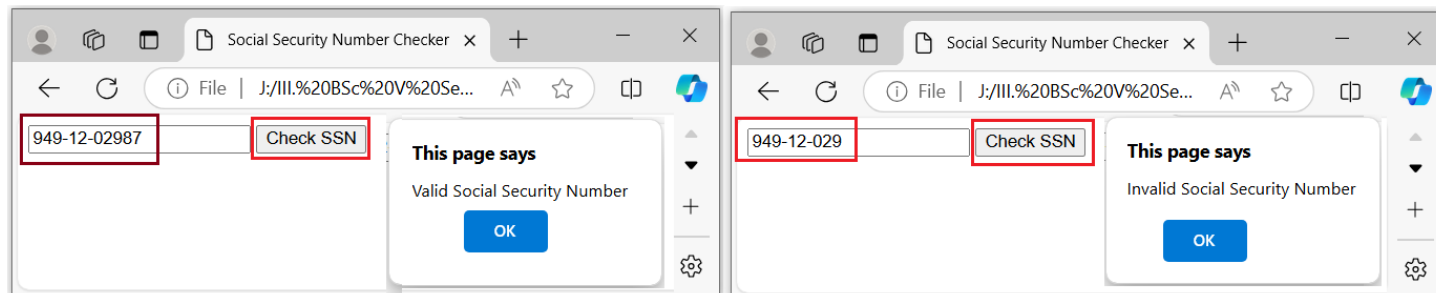 Social Security Number Checker
File | J:/III.%20BSc%20V%20Se...
949-12-02987
Check SSN
This page says
Valid Social Security Number
OK
Social Security Number Checker
File | J:/III.%20BSc%20V%20Se...
949-12-029
Check SSN
This page says
Invalid Social Security Number
OK